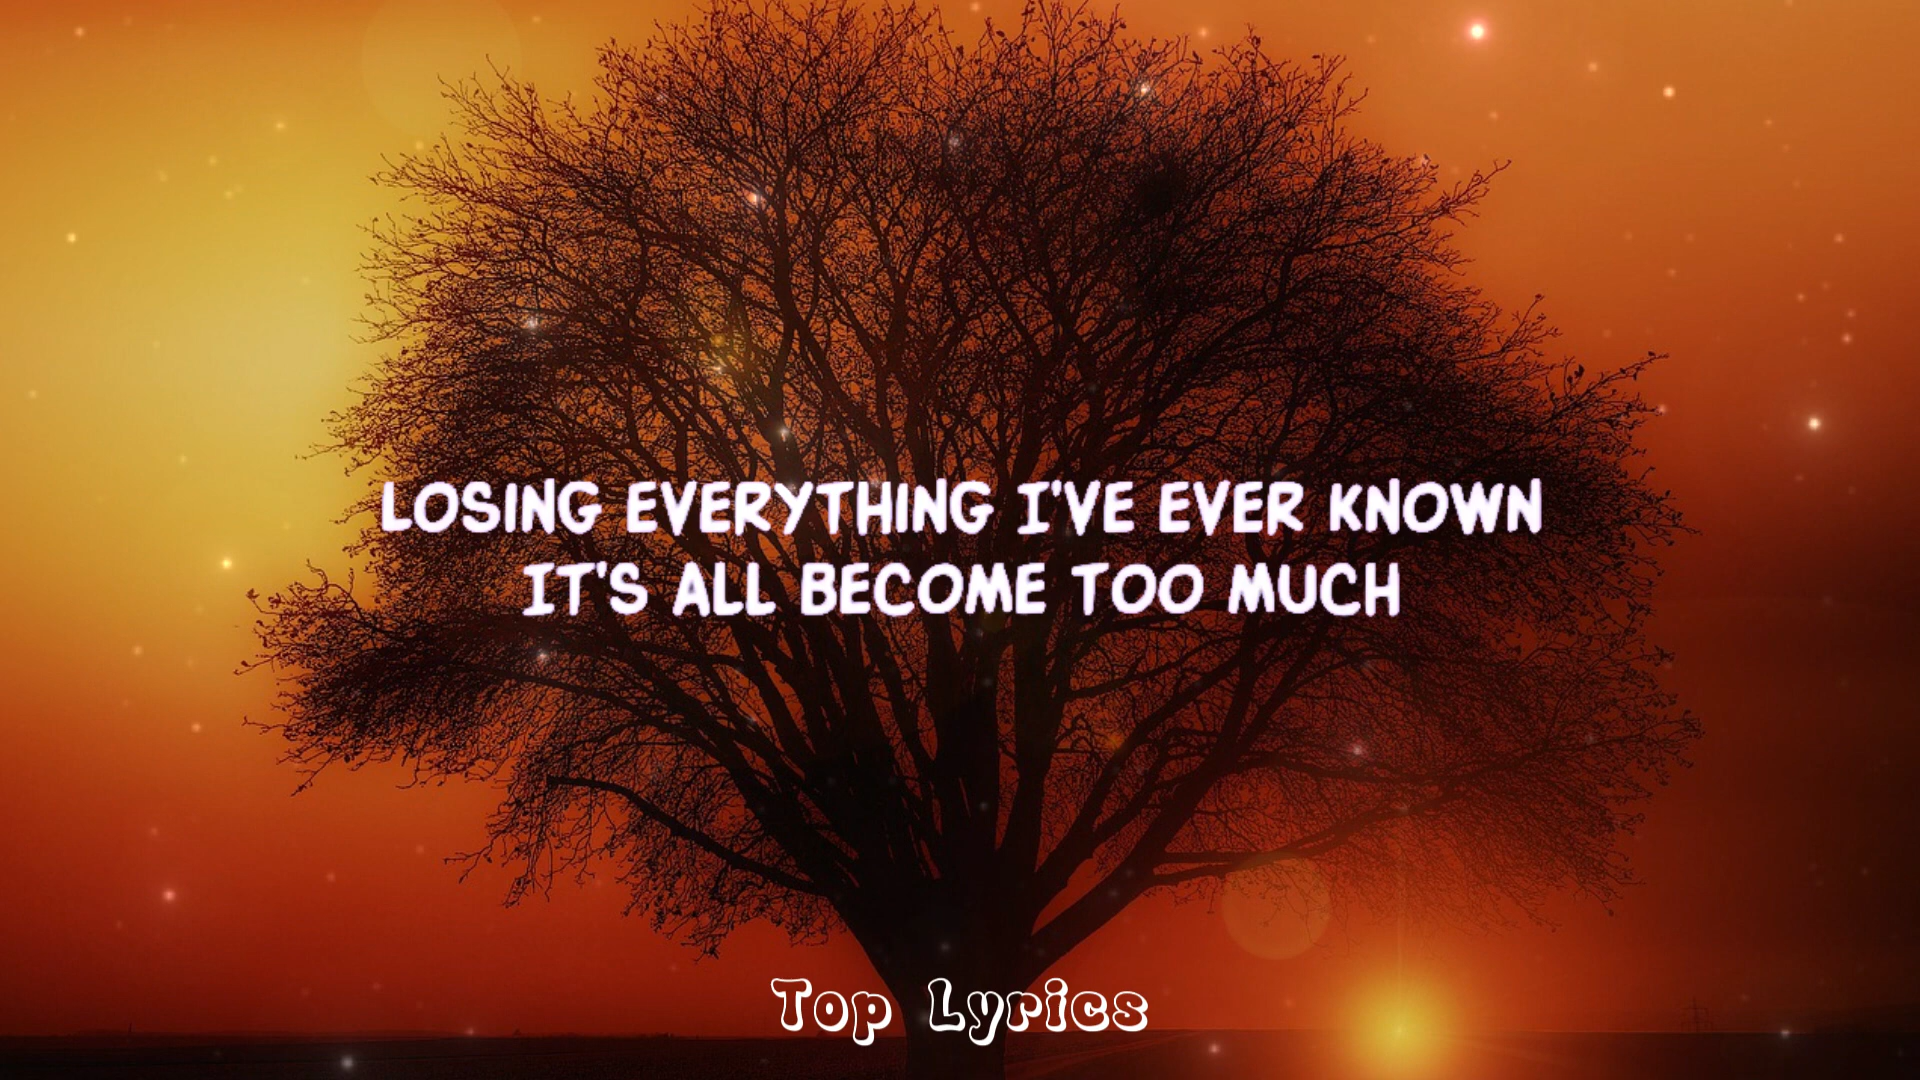 LOSING EVERYTHING I'VE EVER KNOWN
IT'S ALL BECOME TOO MUCH
Top Lyrics